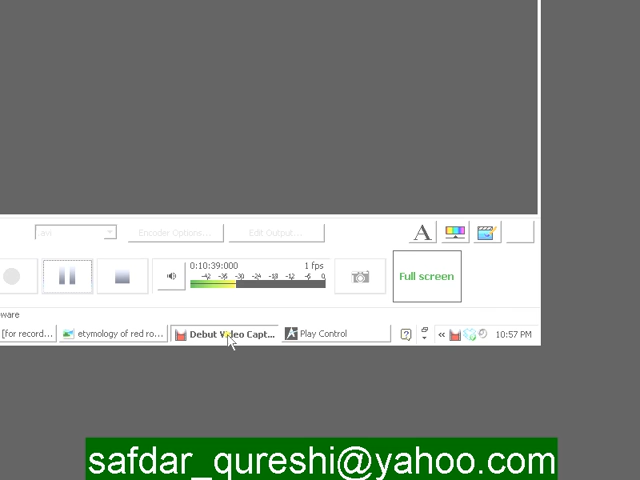 .avi
Encoder Options...
Edit Output...
A
0:10:39:000
1 fps
-42 -36 -30 -24 -18 -12 -6 0
Full screen
ware
[for record...
etymology of red ro...
Debut Video Capt...
Play Control
10:57 PM
safdar_qureshi@yahoo.com